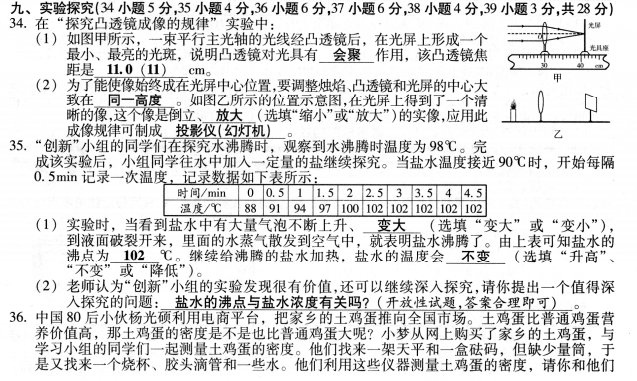 九、实验探究(34 小题 5 分,35 小题 4 分,36 小题 6 分,37 小题 6 分,38 小题 4 分,39 小题 3 分,共 28 分)
34. 在“探究凸透镜成像的规律”实验中:
(1) 如图甲所示,一束平行主光轴的光线经凸透镜后,在光屏上形成一个
最小、最亮的光斑,说明凸透镜对光具有 会聚 作用,该凸透镜焦
距是 11.0 (11) cm。
光屏
光具座
30 40 cm
甲
(2) 为了能使像始终成在光屏中心位置,要调整烛焰、凸透镜和光屏的中心大
致在 同一高度 。如图乙所示的位置示意图,在光屏上得到了一个清
晰的像,这个像是倒立、 放大 (选填“缩小”或“放大”)的实像,应用此
成像规律可制成 投影仪(幻灯机) 。
乙
35. “创新”小组的同学们在探究水沸腾时，观察到水沸腾时温度为 98℃。完
成该实验后，小组同学往水中加入一定量的盐继续探究。当盐水温度接近 90℃时，开始每隔
0.5min 记录一次温度，记录数据如下表所示：
时间/min 0 0.5 1 1.5 2 2.5 3 3.5 4 4.5
温度/℃ 88 91 94 97 100 102 102 102 102 102
(1) 实验时，当看到盐水中有大量气泡不断上升、 变大 (选填“变大”或“变小”)，
到液面破裂开来，里面的水蒸气散发到空气中，就表明盐水沸腾了。由上表可知盐水的
沸点为 102 ℃。继续给沸腾的盐水加热，盐水的温度会 不变 (选填“升高”、
“不变”或“降低”)。
(2) 老师认为“创新”小组的实验发现很有价值,还可以继续深入探究,请你提出一个值得深
入探究的问题: 盐水的沸点与盐水浓度有关吗?(开放性试题,答案合理即可) 。
36. 中国 80 后小伙杨光硕利用电商平台，把家乡的土鸡蛋推向全国市场。土鸡蛋比普通鸡蛋营
养价值高，那土鸡蛋的密度是不是也比普通鸡蛋大呢？小梦从网上购买了家乡的土鸡蛋，与
学习小组的同学们一起测量土鸡蛋的密度。他们找来一架天平和一盒砝码，但缺少量筒，于
是又找来一个烧杯、胶头滴管和一些水。他们利用这些仪器测量土鸡蛋的密度，请你和他们